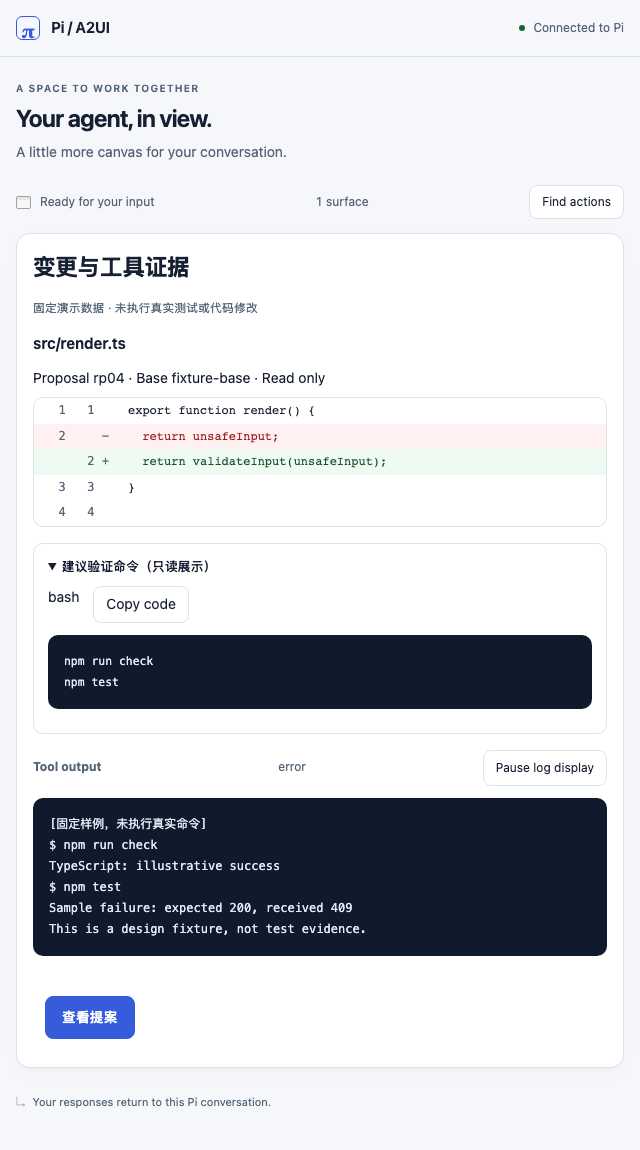 π Pi / A2UI
Connected to Pi
A SPACE TO WORK TOGETHER
Your agent, in view.
A little more canvas for your conversation.
Ready for your input
1 surface
Find actions
变更与工具证据
固定演示数据 · 未执行真实测试或代码修改
src/render.ts
Proposal rp04 · Base fixture-base · Read only
1 1 export function render() {
2 − return unsafeInput;
2 + return validateInput(unsafeInput);
3 3 }
4 4
▼ 建议验证命令（只读展示）
bash
Copy code
npm run check
npm test
Tool output
error
Pause log display
[固定样例，未执行真实命令]
$ npm run check
TypeScript: illustrative success
$ npm test
Sample failure: expected 200, received 409
This is a design fixture, not test evidence.
查看提案
Your responses return to this Pi conversation.